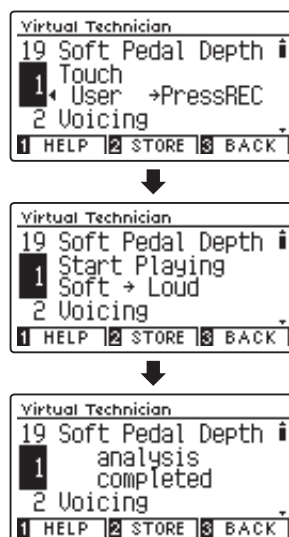 Virtual Technician
19 Soft Pedal Depth
1 Touch
User →PressREC
2 Voicing
1 HELP 2 STORE 3 BACK
Virtual Technician
19 Soft Pedal Depth
1 Start Playing
Soft → Loud
2 Voicing
1 HELP 2 STORE 3 BACK
Virtual Technician
19 Soft Pedal Depth
1 analysis
completed
2 Voicing
1 HELP 2 STORE 3 BACK